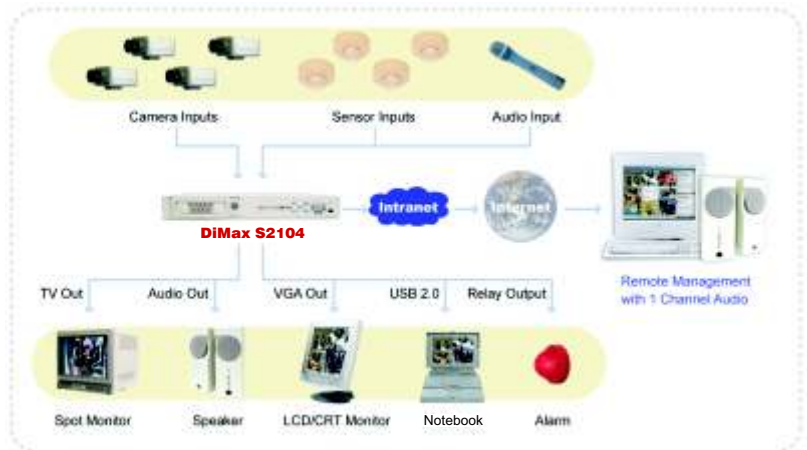 Camera Inputs
Sensor Inputs
Audio Input
Intranet
Internet
DiMax S2104
Remote Management
with 1 Channel Audio
TV Out
Audio Out
VGA Out
USB 2.0
Relay Output
Spot Monitor
Speaker
LCD/CRT Monitor
Notebook
Alarm